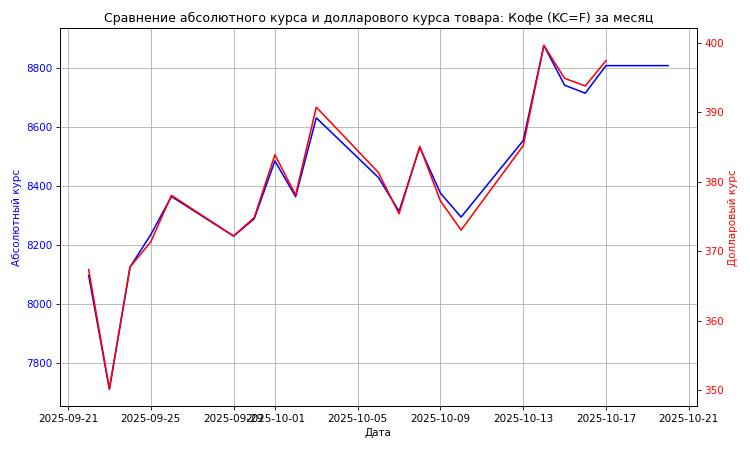 Сравнение абсолютного курса и долларового курса товара: Кофе (KC=F) за месяц
Абсолютный курс
8800
8600
8400
8200
8000
7800
400
390
380
370
360
350
Долларовый курс
2025-09-21 2025-09-25 2025-09-29 2025-10-01 2025-10-05 2025-10-09 2025-10-13 2025-10-17 2025-10-21
Дата